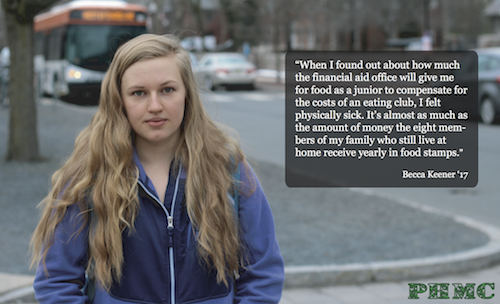 “When I found out about how much
the financial aid office will give me
for food as a junior to compensate for
the costs of an eating club, I felt
physically sick. It’s almost as much as
the amount of money the eight mem-
bers of my family who still live at
home receive yearly in food stamps.”
Becca Keener ‘17
PHMC